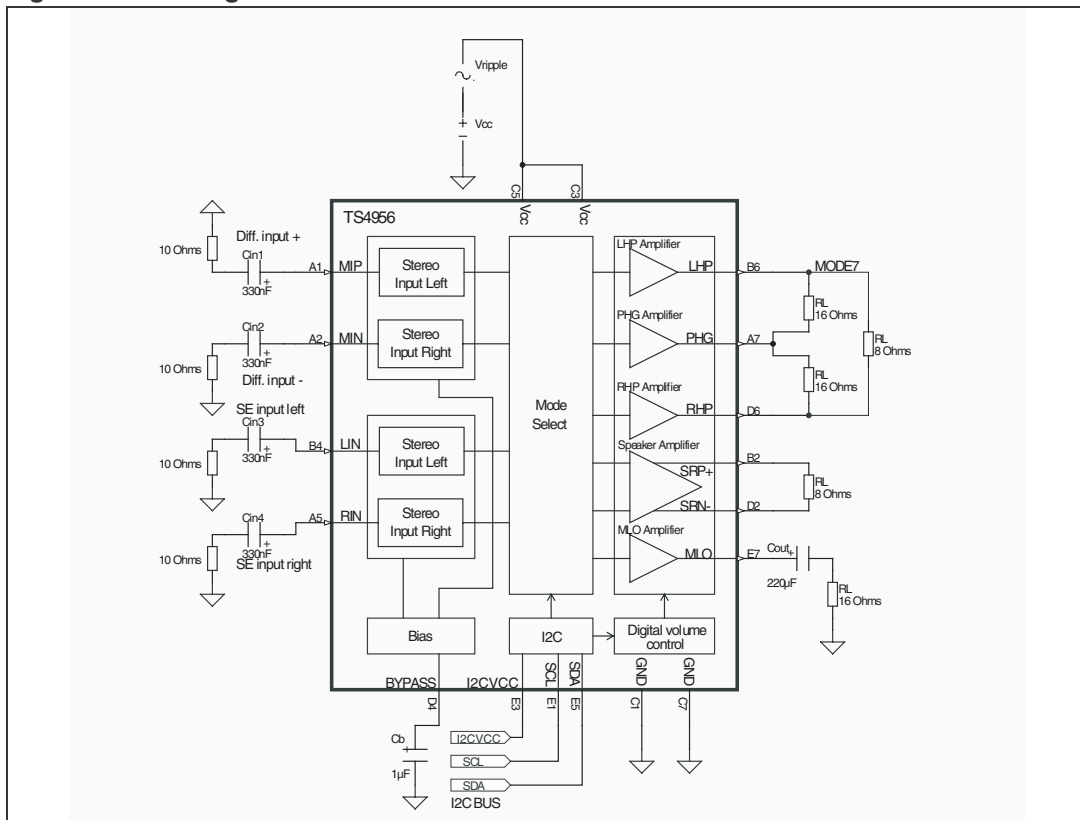 Vripple
+
Vcc
−
C5
C3
Vcc
Vcc
TS4956
Diff. input +
10 Ohms
Cin1
+
330nF
A1
MIP
Stereo
Input Left
Cin2
+
330nF
10 Ohms
Diff. input -
A2
MIN
Stereo
Input Right
SE input left
Cin3
+
330nF
10 Ohms
B4
LIN
Stereo
Input Left
Cin4
+
330nF
10 Ohms
SE input right
A5
RIN
Stereo
Input Right
Mode
Select
LHP Amplifier
LHP
B6
MODE7
PHG Amplifier
PHG
A7
RHP Amplifier
RHP
D6
RL
16 Ohms
RL
16 Ohms
RL
8 Ohms
Speaker Amplifier
SRP+
B2
SRN-
D2
RL
8 Ohms
MLO Amplifier
MLO
E7
Cout
+
220µF
RL
16 Ohms
Bias
I2C
Digital volume
control
BYPASS
I2CVCC
SCL
SDA
GND
GND
D4
E3
E1
E5
C1
C7
Cb
+
1µF
I2CVCC
SCL
SDA
I2C BUS